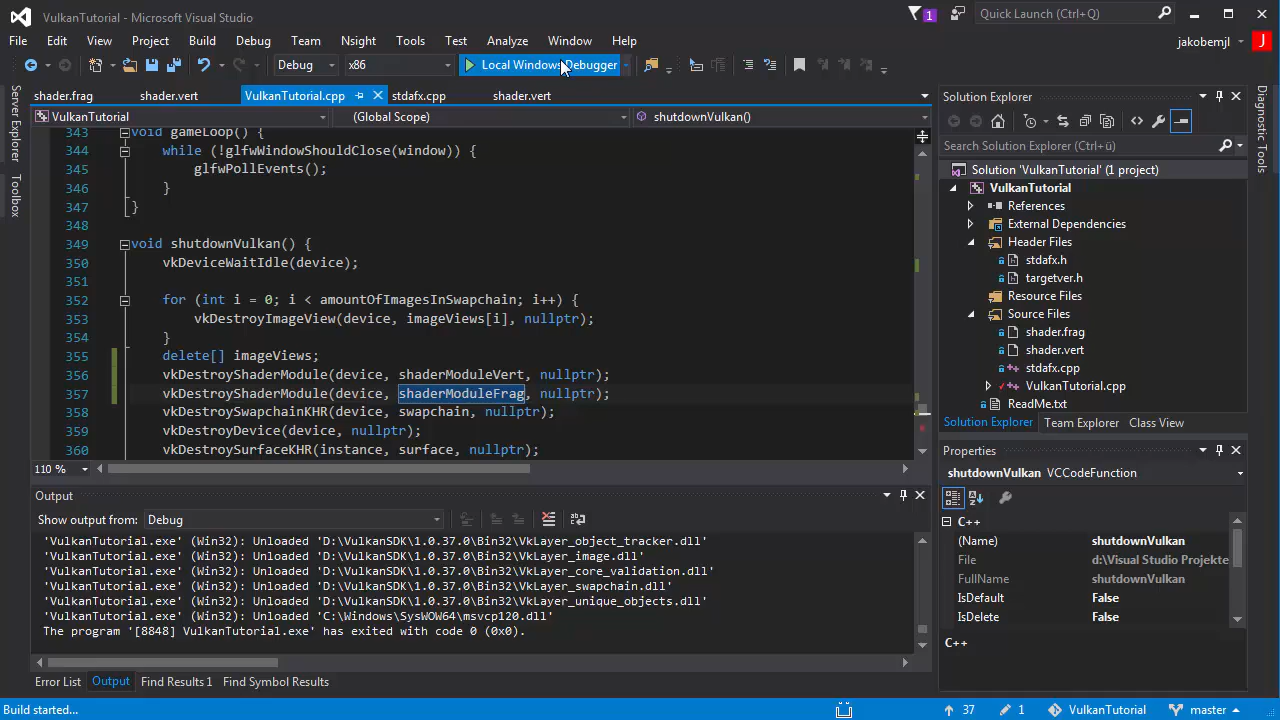 VulkanTutorial - Microsoft Visual Studio
1
Quick Launch (Ctrl+Q)
File Edit View Project Build Debug Team Nsight Tools Test Analyze Window Help
jakobemjl
J
Debug
x86
Local Windows Debugger
shader.frag
shader.vert
VulkanTutorial.cpp
stdafx.cpp
shader.vert
VulkanTutorial
(Global Scope)
shutdownVulkan()
Server Explorer
Toolbox
343 void gameLoop() {
344 while (!glfwWindowShouldClose(window)) {
345 glfwPollEvents();
346 }
347 }
348
349 void shutdownVulkan() {
350 vkDeviceWaitIdle(device);
351
352 for (int i = 0; i < amountOfImagesInSwapchain; i++) {
353 vkDestroyImageView(device, imageViews[i], nullptr);
354 }
355 delete[] imageViews;
356 vkDestroyShaderModule(device, shaderModuleVert, nullptr);
357 vkDestroyShaderModule(device, shaderModuleFrag, nullptr);
358 vkDestroySwapchainKHR(device, swapchain, nullptr);
359 vkDestroyDevice(device, nullptr);
360 vkDestroySurfaceKHR(instance, surface, nullptr);
110 %
Output
Show output from: Debug
'VulkanTutorial.exe' (Win32): Unloaded 'D:\VulkanSDK\1.0.37.0\Bin32\VkLayer_object_tracker.dll'
'VulkanTutorial.exe' (Win32): Unloaded 'D:\VulkanSDK\1.0.37.0\Bin32\VkLayer_image.dll'
'VulkanTutorial.exe' (Win32): Unloaded 'D:\VulkanSDK\1.0.37.0\Bin32\VkLayer_core_validation.dll'
'VulkanTutorial.exe' (Win32): Unloaded 'D:\VulkanSDK\1.0.37.0\Bin32\VkLayer_swapchain.dll'
'VulkanTutorial.exe' (Win32): Unloaded 'D:\VulkanSDK\1.0.37.0\Bin32\VkLayer_unique_objects.dll'
'VulkanTutorial.exe' (Win32): Unloaded 'C:\Windows\SysWOW64\msvcp120.dll'
The program '[8848] VulkanTutorial.exe' has exited with code 0 (0x0).
Error List
Output
Find Results 1
Find Symbol Results
Solution Explorer
Search Solution Explorer (Ctrl+ü)
Solution 'VulkanTutorial' (1 project)
VulkanTutorial
References
External Dependencies
Header Files
stdafx.h
targetver.h
Resource Files
Source Files
shader.frag
shader.vert
stdafx.cpp
VulkanTutorial.cpp
ReadMe.txt
Solution Explorer
Team Explorer
Class View
Properties
shutdownVulkan VCCodeFunction
C++
(Name) shutdownVulkan
File d:\Visual Studio Projekte
FullName shutdownVulkan
IsDefault False
IsDelete False
C++
Diagnostic Tools
Build started...
37
1
VulkanTutorial
master